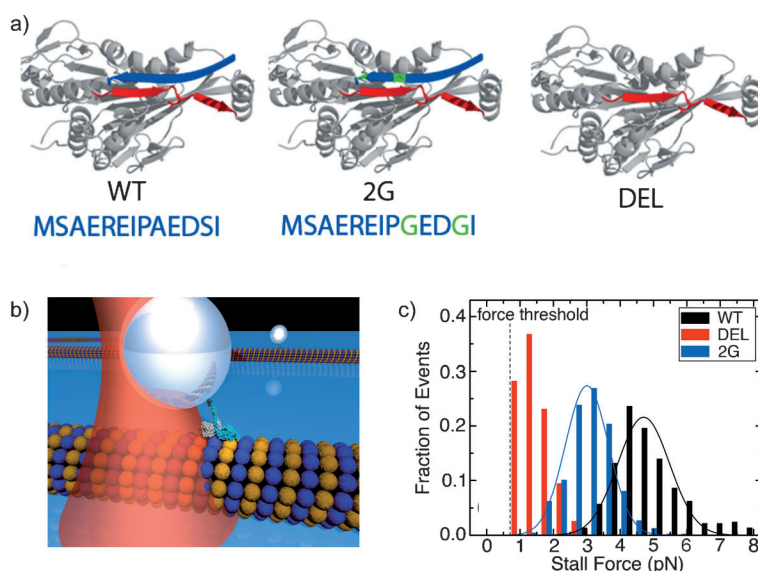 a)
WT
2G
DEL
MSAEREIPAEDSI
MSAEREIPGEDGI
b)
c)
force threshold
WT
DEL
2G
Fraction of Events
0.4
0.3
0.2
0.1
0.0
0 1 2 3 4 5 6 7 8
Stall Force (pN)